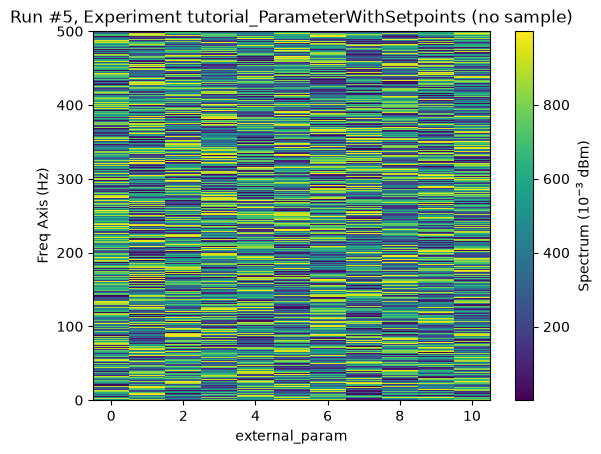 Run #5, Experiment tutorial_ParameterWithSetpoints (no sample)
500
400
300
200
100
0
Freq Axis (Hz)
0 2 4 6 8 10
external_param
800
600
400
200
Spectrum (10⁻³ dBm)